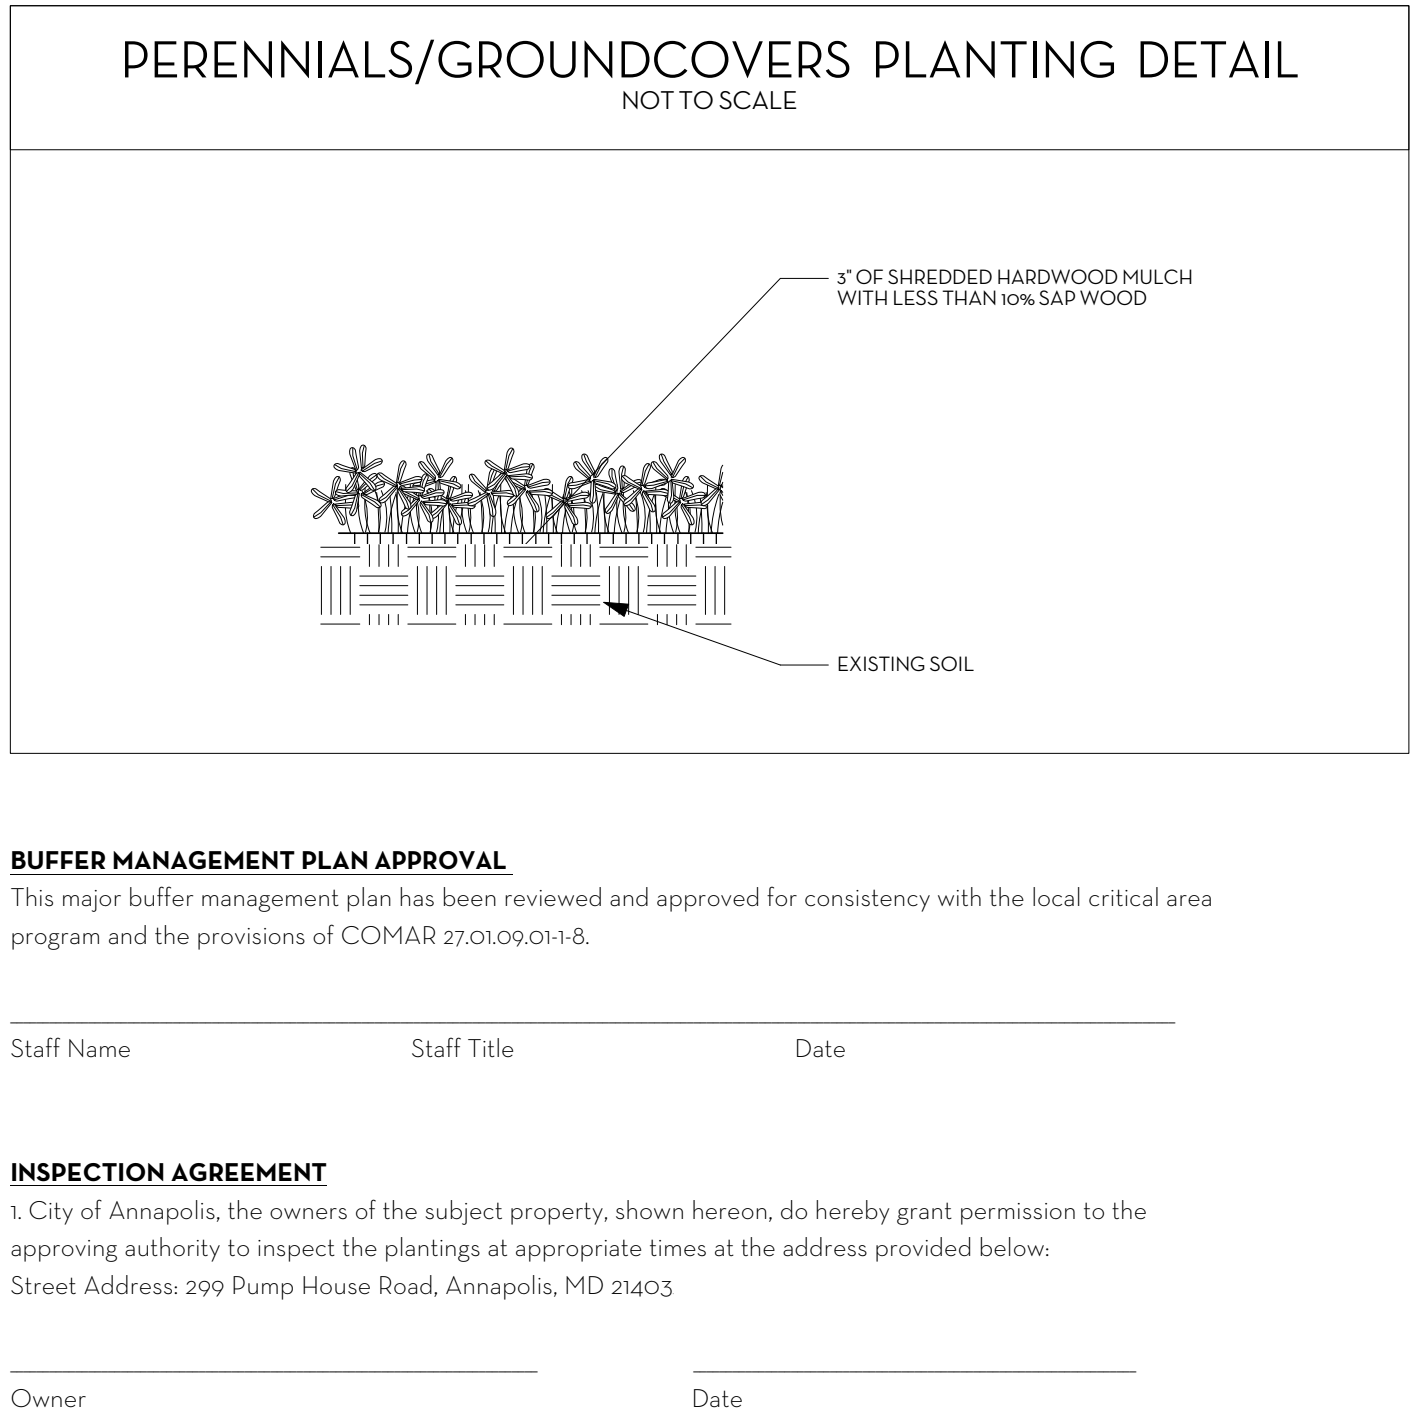 PERENNIALS/GROUNDCOVERS PLANTING DETAIL
NOT TO SCALE
3" OF SHREDDED HARDWOOD MULCH
WITH LESS THAN 10% SAP WOOD
EXISTING SOIL
BUFFER MANAGEMENT PLAN APPROVAL
This major buffer management plan has been reviewed and approved for consistency with the local critical area
program and the provisions of COMAR 27.01.09.01-1-8.
Staff Name Staff Title Date
INSPECTION AGREEMENT
1. City of Annapolis, the owners of the subject property, shown hereon, do hereby grant permission to the
approving authority to inspect the plantings at appropriate times at the address provided below:
Street Address: 299 Pump House Road, Annapolis, MD 21403
Owner Date